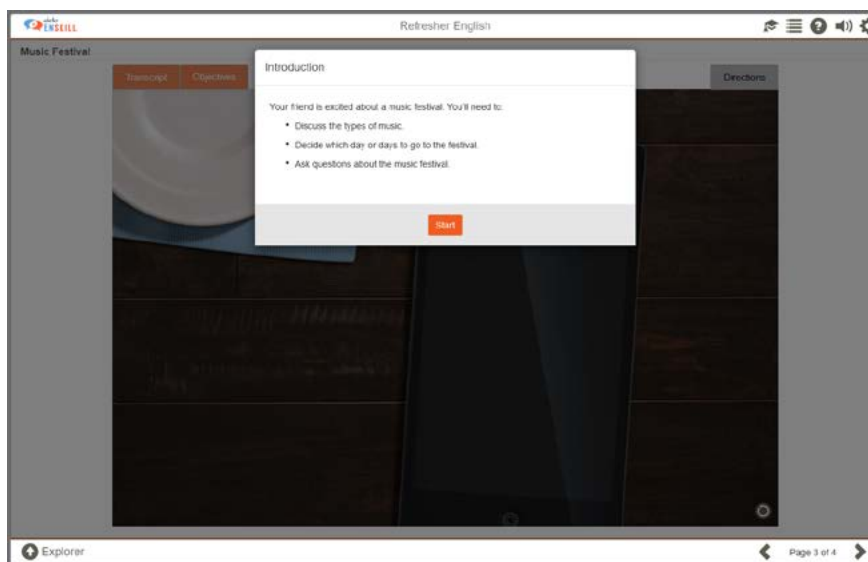 ENSKILL
Refresher English
Music Festival
Transcript
Objectives
Directions
Introduction
Your friend is excited about a music festival. You'll need to:
• Discuss the types of music.
• Decide which day or days to go to the festival.
• Ask questions about the music festival.
Start
Explorer
Page 3 of 4